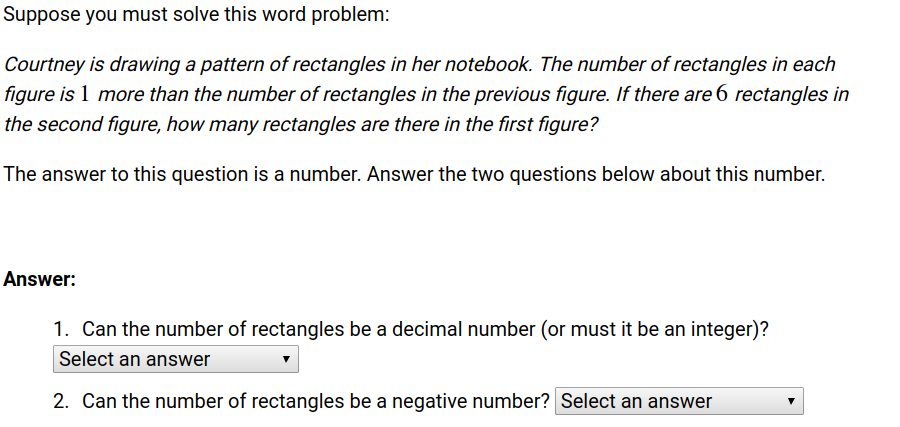 Suppose you must solve this word problem:
Courtney is drawing a pattern of rectangles in her notebook. The number of rectangles in each
figure is 1 more than the number of rectangles in the previous figure. If there are 6 rectangles in
the second figure, how many rectangles are there in the first figure?
The answer to this question is a number. Answer the two questions below about this number.
Answer:
1. Can the number of rectangles be a decimal number (or must it be an integer)?
Select an answer
2. Can the number of rectangles be a negative number? Select an answer